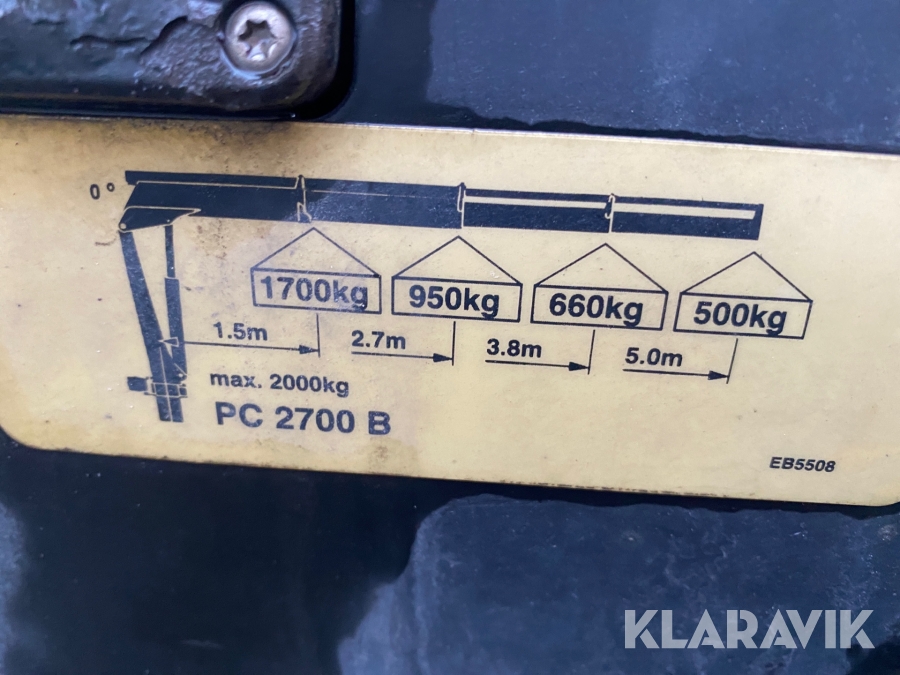 0°
1700kg 950kg 660kg 500kg
1.5m 2.7m 3.8m 5.0m
max. 2000kg
PC 2700 B
EB5508
KLARAVIK